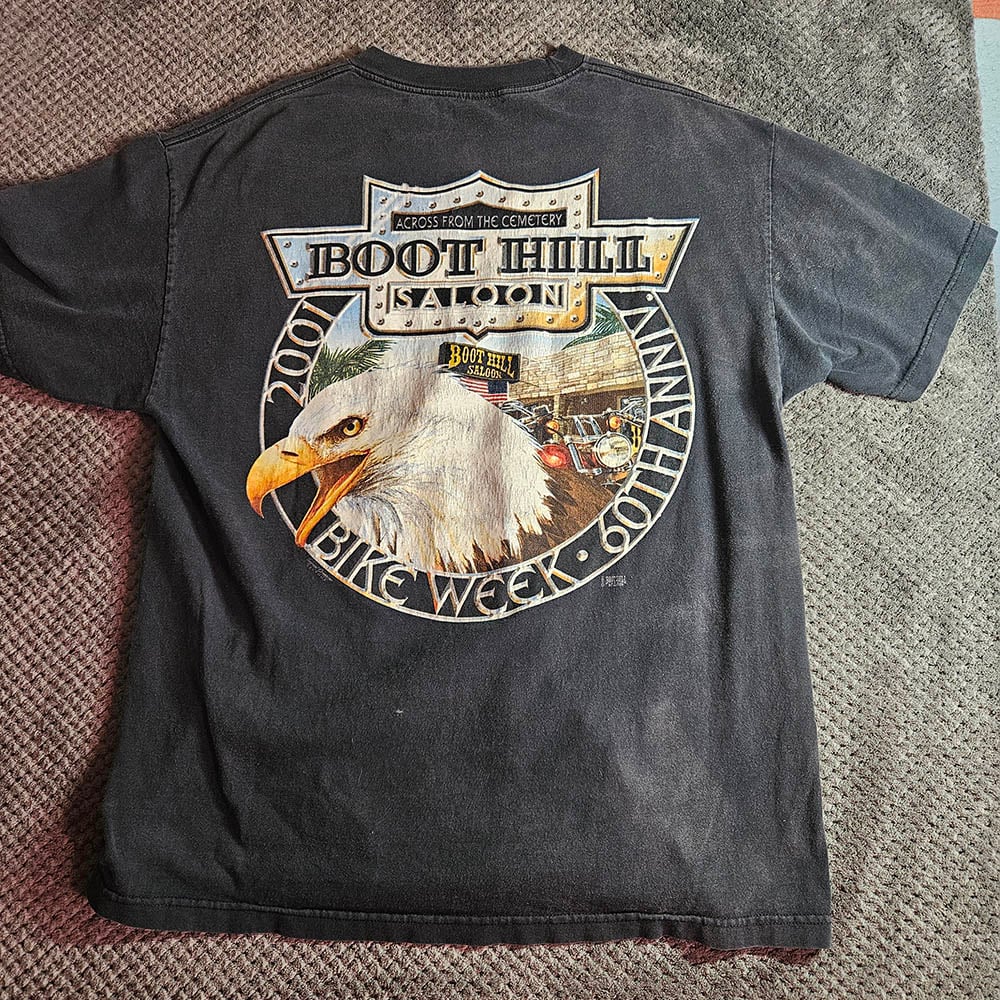 ACROSS FROM THE CEMETERY
BOOT HILL
SALOON
BOOT HILL
SALOON
2001
BIKE WEEK • 60TH ANNIV.